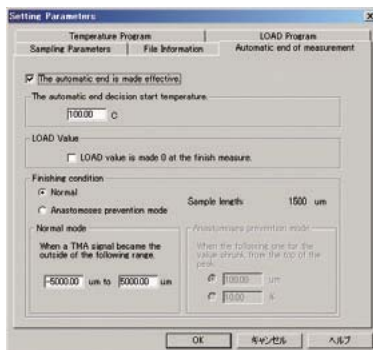 Setting Parameters
Temperature Program
LOAD Program
Sampling Parameters
File Information
Automatic end of measurement
The automatic end is made effective.
The automatic end decision start temperature.
100.00 C
LOAD Value
LOAD value is made 0 at the finish measure.
Finishing condition
Normal
Anastomoses prevention mode
Sample length 1500 um
Normal mode
When a TMA signal became the
outside of the following range.
-5000.00 um to 5000.00 um
Anastomoses prevention mode
When the following one for the
value shrunk from the top of the
peak.
100.00 um
10.00 %
OK
キャンセル
ヘルプ